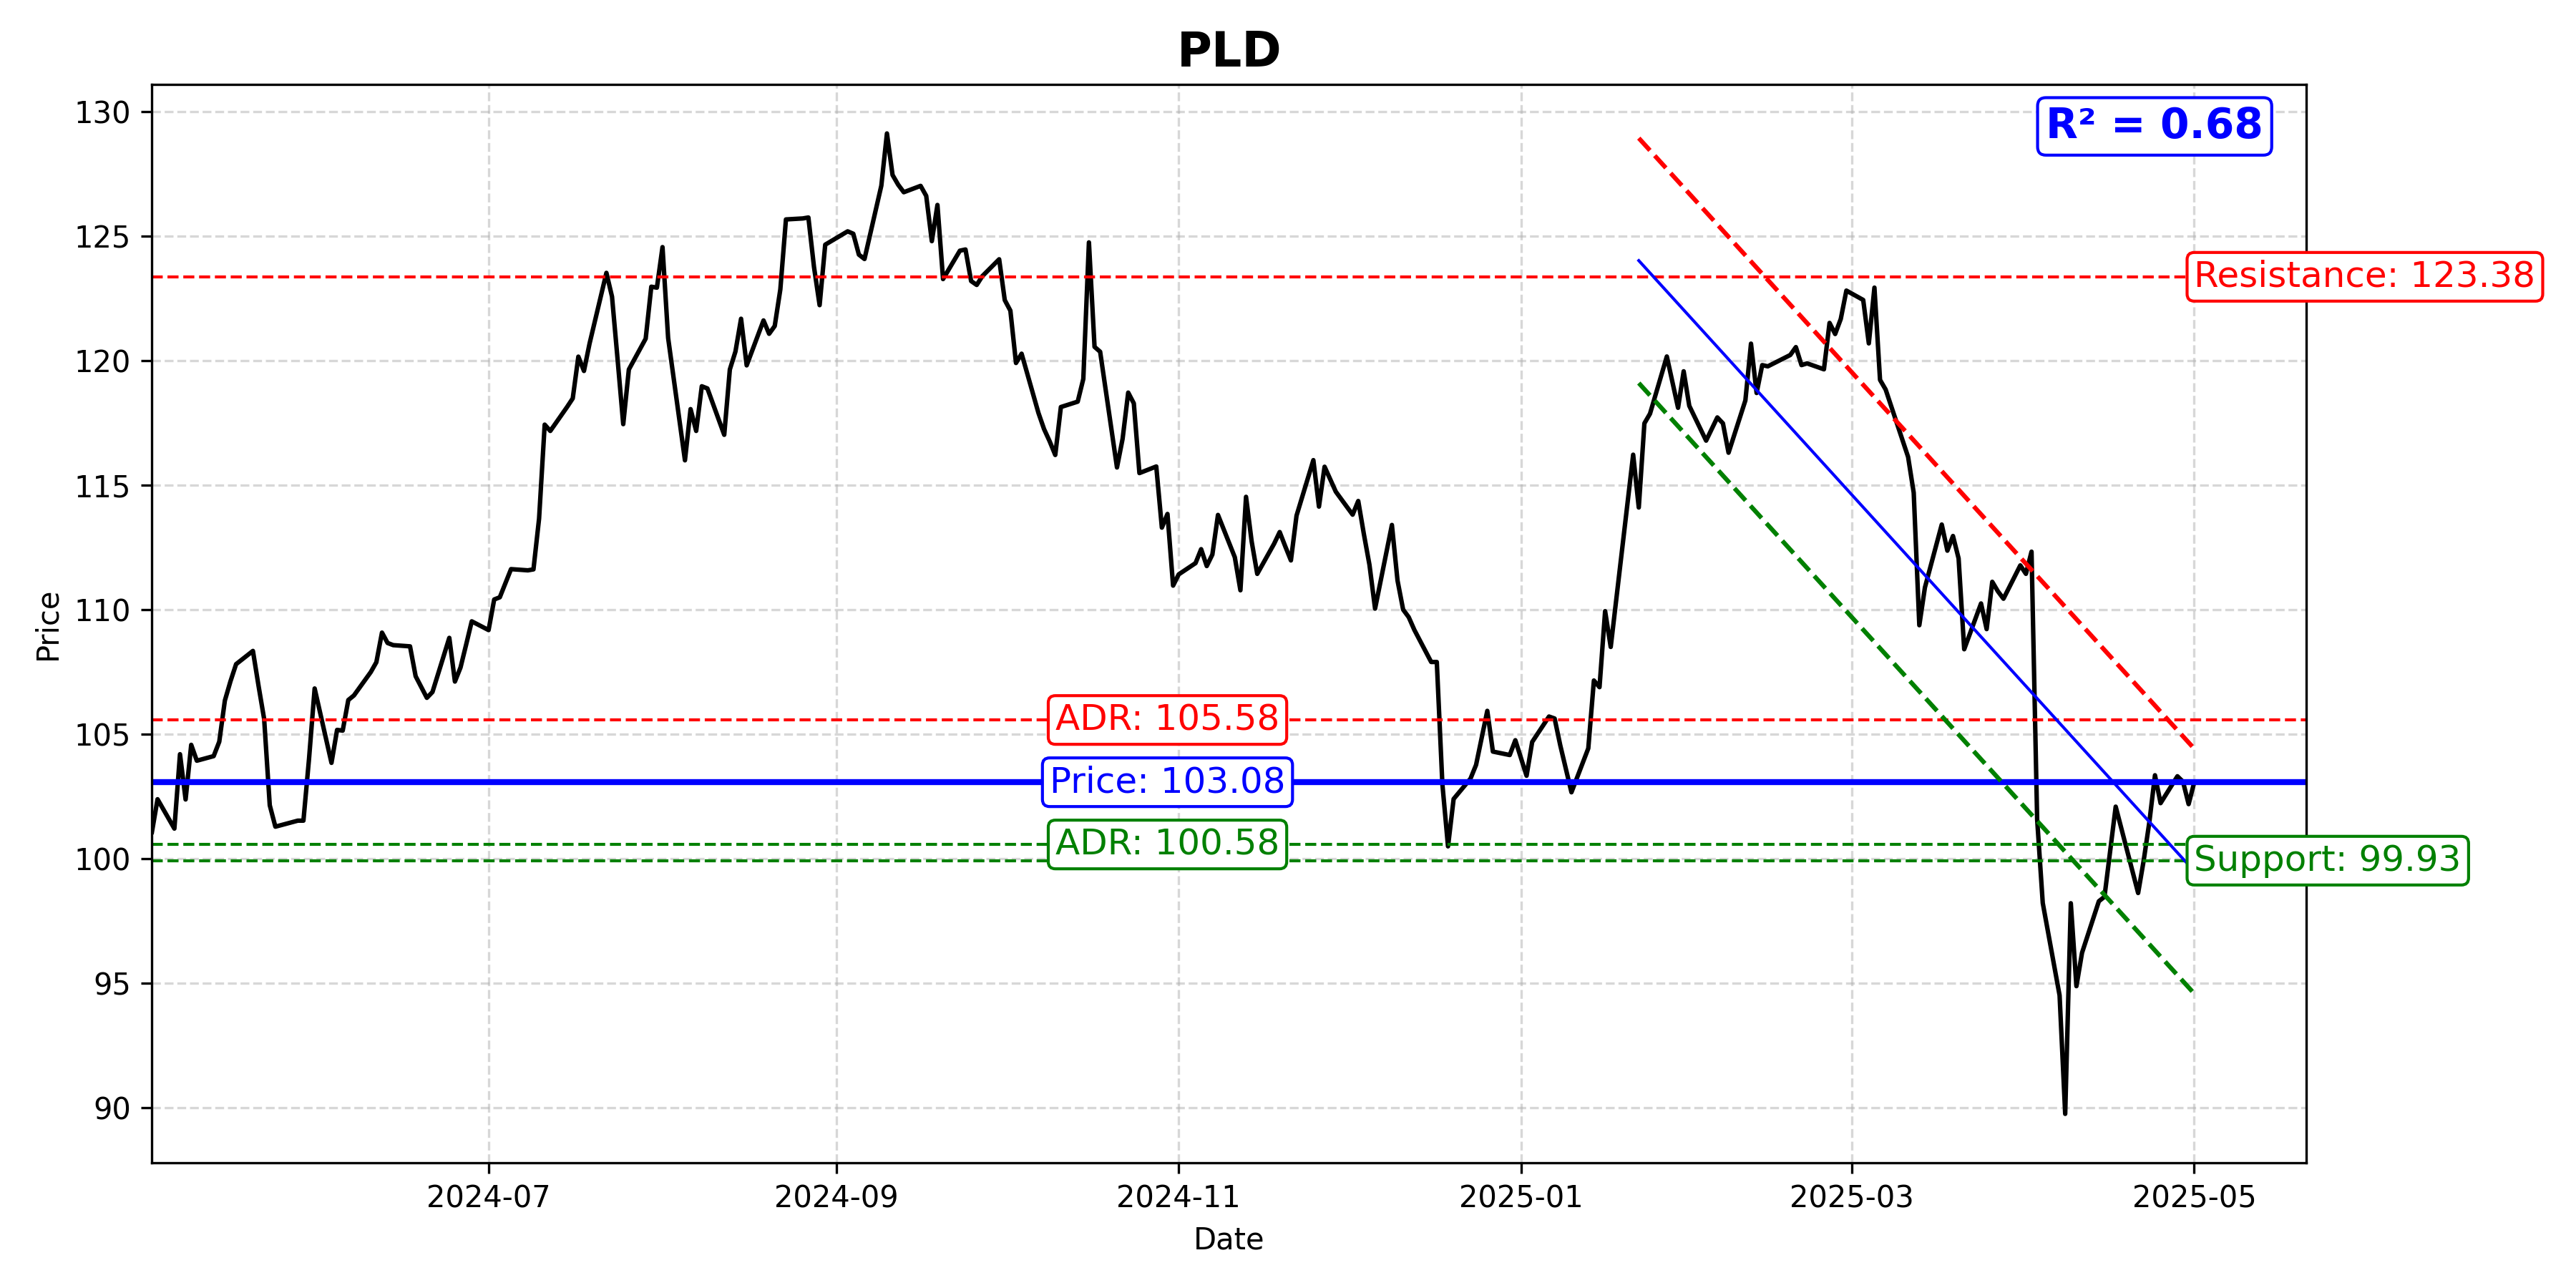 PLD
130
R² = 0.68
125
Resistance: 123.38
120
115
Price
110
ADR: 105.58
105
Price: 103.08
ADR: 100.58
100
Support: 99.93
95
90
2024-07
2024-09
2024-11
2025-01
2025-03
2025-05
Date